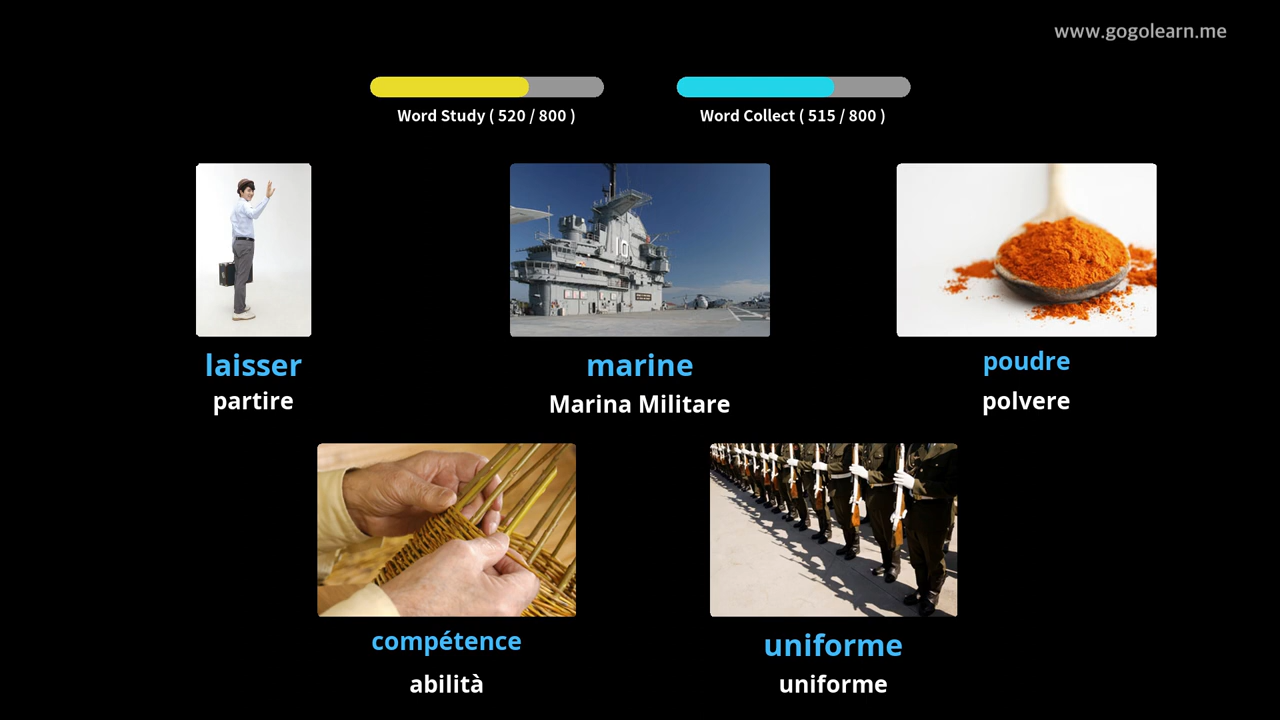 www.gogolearn.me
Word Study ( 520 / 800 )
Word Collect ( 515 / 800 )
laisser
partire
marine
Marina Militare
poudre
polvere
compétence
abilità
uniforme
uniforme